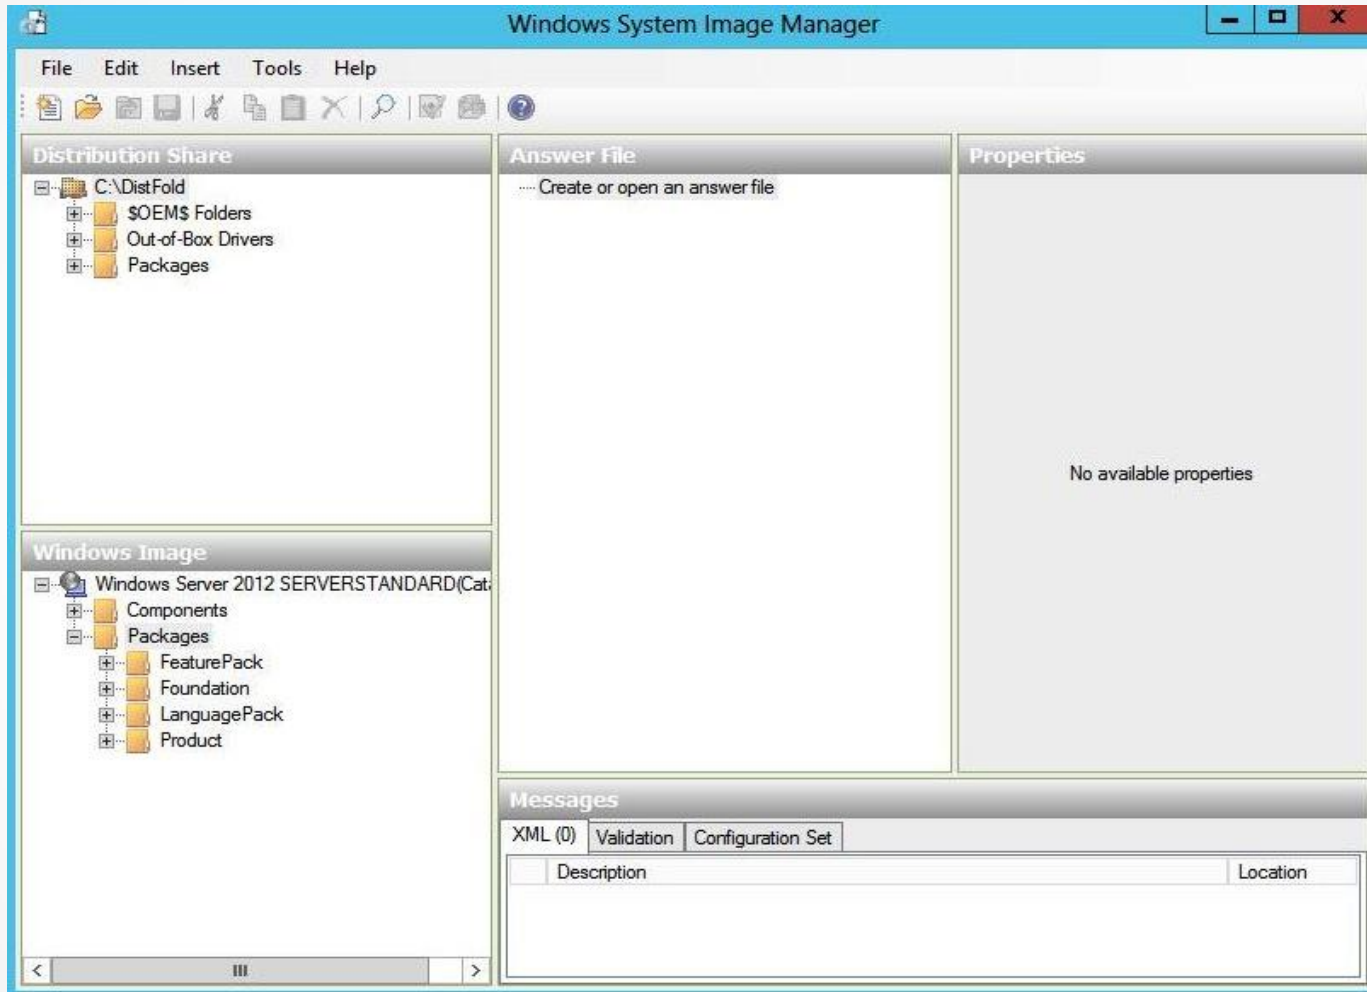 Windows System Image Manager
File Edit Insert Tools Help
Distribution Share
C:\DistFold
$OEM$ Folders
Out-of-Box Drivers
Packages
Answer File
Create or open an answer file
Properties
No available properties
Windows Image
Windows Server 2012 SERVERSTANDARD(Cat
Components
Packages
FeaturePack
Foundation
LanguagePack
Product
Messages
XML (0) Validation Configuration Set
Description Location